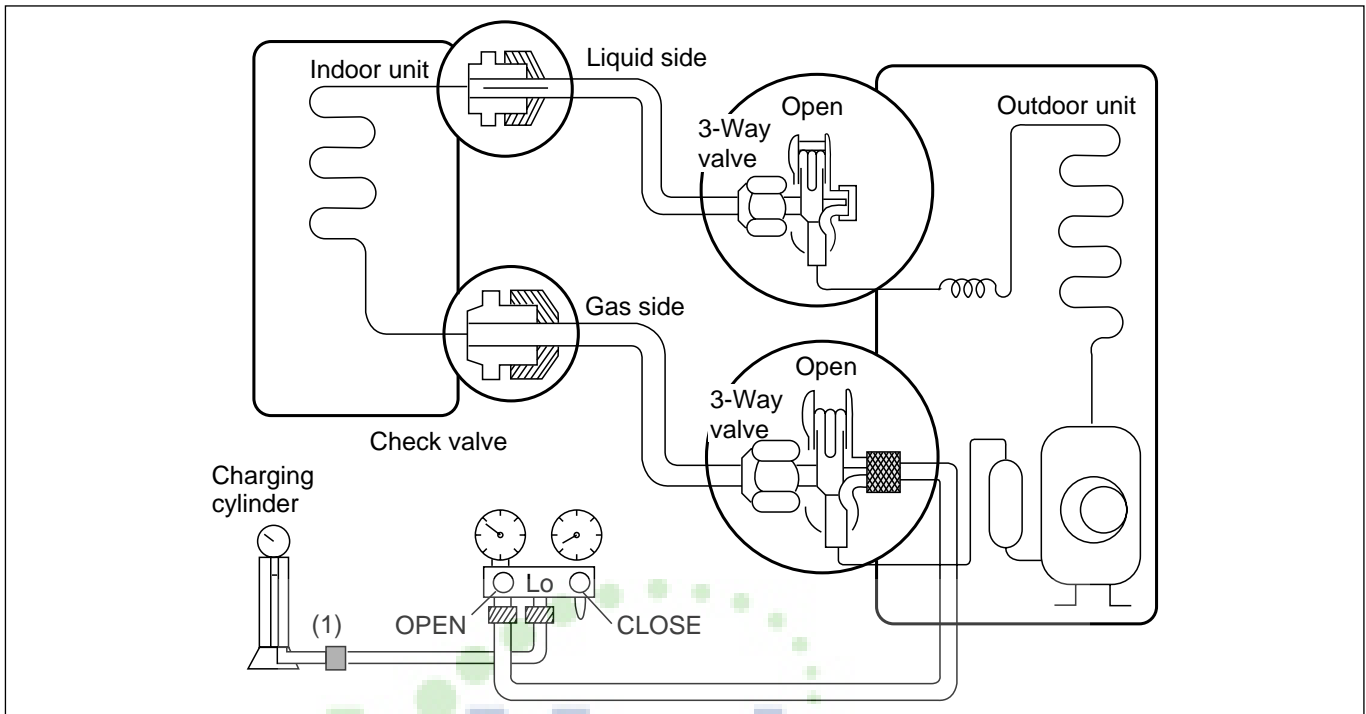 Indoor unit
Liquid side
Open
3-Way
valve
Outdoor unit
Gas side
Open
3-Way
valve
Check valve
Charging
cylinder
Lo
(1)
OPEN
CLOSE